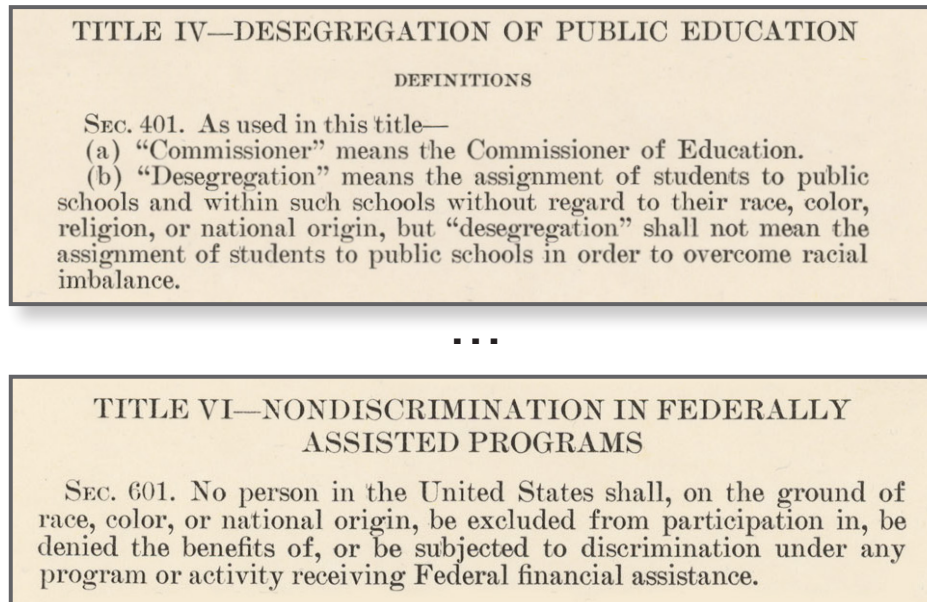 TITLE IV—DESEGREGATION OF PUBLIC EDUCATION
DEFINITIONS
SEC. 401. As used in this title—
(a) “Commissioner” means the Commissioner of Education.
(b) “Desegregation” means the assignment of students to public
schools and within such schools without regard to their race, color,
religion, or national origin, but “desegregation” shall not mean the
assignment of students to public schools in order to overcome racial
imbalance.
...
TITLE VI—NONDISCRIMINATION IN FEDERALLY
ASSISTED PROGRAMS
SEC. 601. No person in the United States shall, on the ground of
race, color, or national origin, be excluded from participation in, be
denied the benefits of, or be subjected to discrimination under any
program or activity receiving Federal financial assistance.